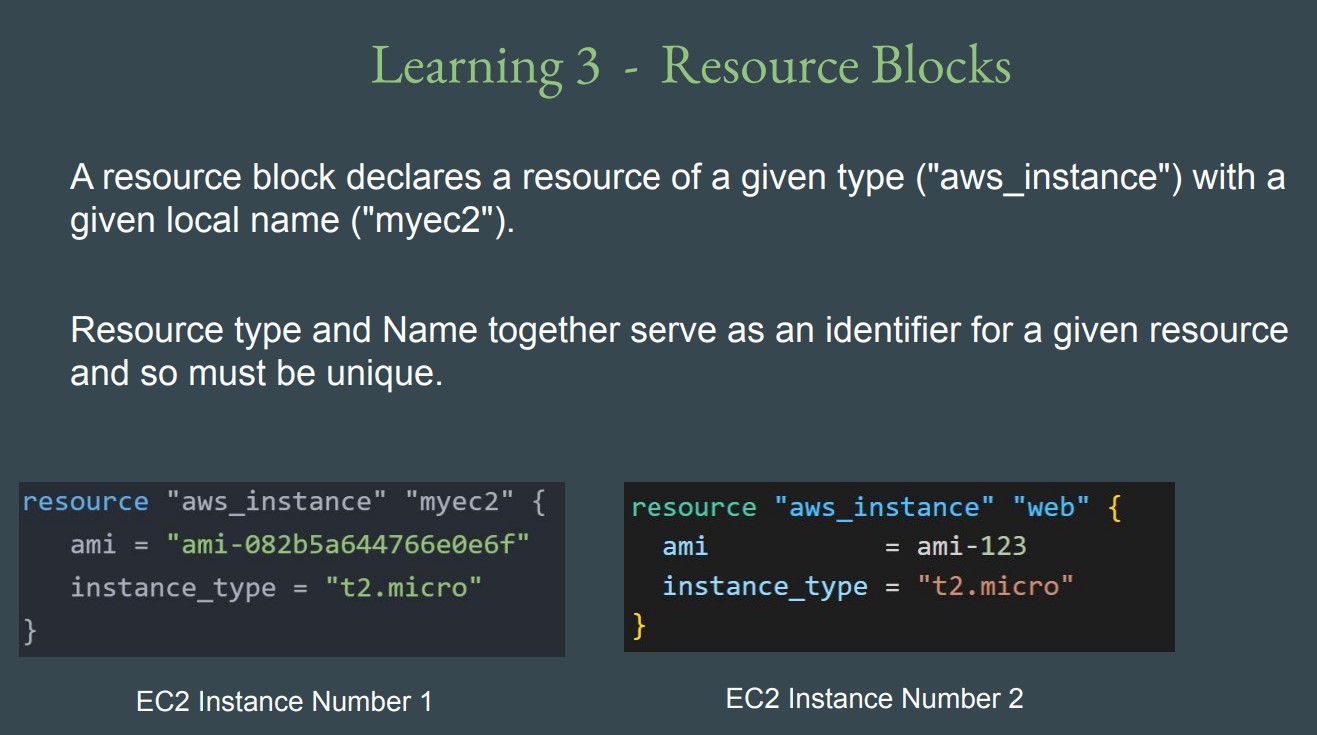 Learning 3 - Resource Blocks
A resource block declares a resource of a given type ("aws_instance") with a
given local name ("myec2").
Resource type and Name together serve as an identifier for a given resource
and so must be unique.
resource "aws_instance" "myec2" {
ami = "ami-082b5a644766e0e6f"
instance_type = "t2.micro"
}
EC2 Instance Number 1
resource "aws_instance" "web" {
ami = ami-123
instance_type = "t2.micro"
}
EC2 Instance Number 2